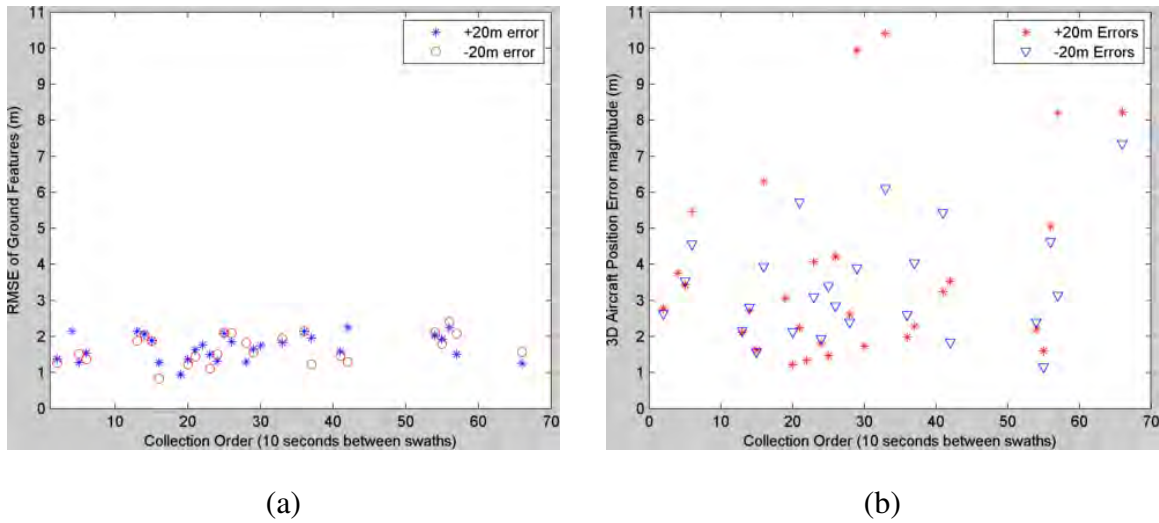 11
10
9
8
7
6
5
4
3
2
1
0
RMSE of Ground Features (m)
+20m error
-20m error
10 20 30 40 50 60 70
Collection Order (10 seconds between swaths)
(a)
11
10
9
8
7
6
5
4
3
2
1
0
3D Aircraft Position Error magnitude (m)
+20m Errors
-20m Errors
0 10 20 30 40 50 60 70
Collection Order (10 seconds between swaths)
(b)